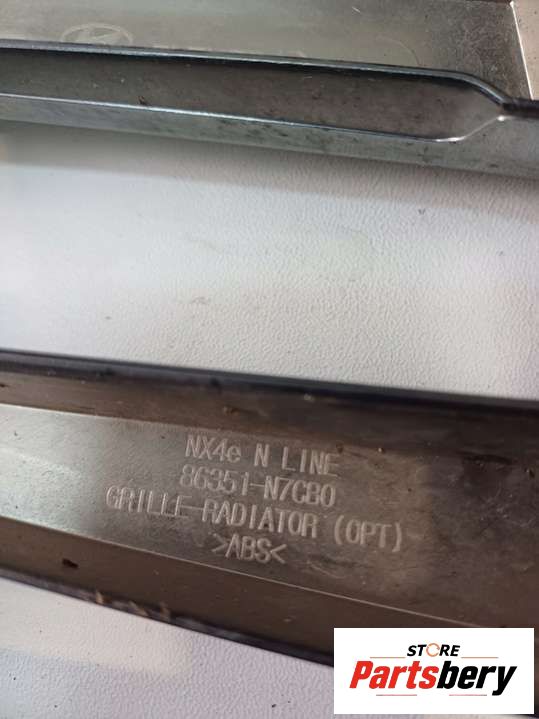 NX4e N LINE
86351-N7CB0
GRILLE-RADIATOR (OPT)
>ABS<
STORE
Partsbery